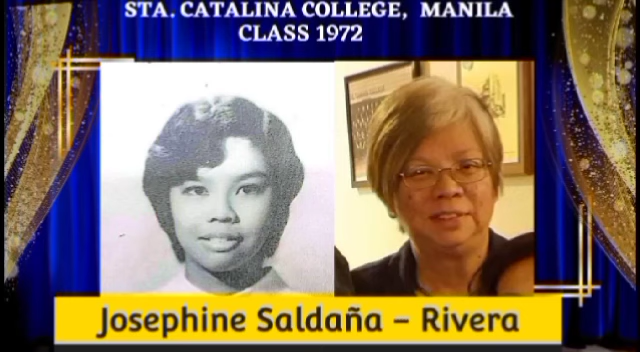 STA. CATALINA COLLEGE, MANILA
CLASS 1972
Josephine Saldaña – Rivera